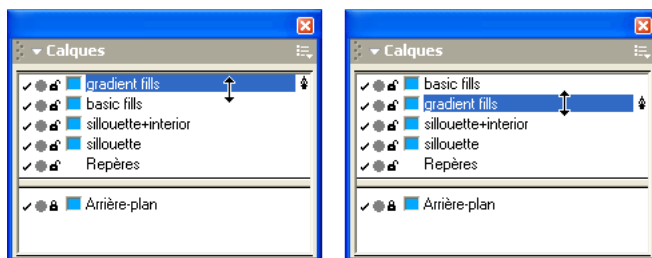 Calques
gradient fills
basic fills
sillouette+interior
sillouette
Repères
Arrière-plan
Calques
basic fills
gradient fills
sillouette+interior
sillouette
Repères
Arrière-plan